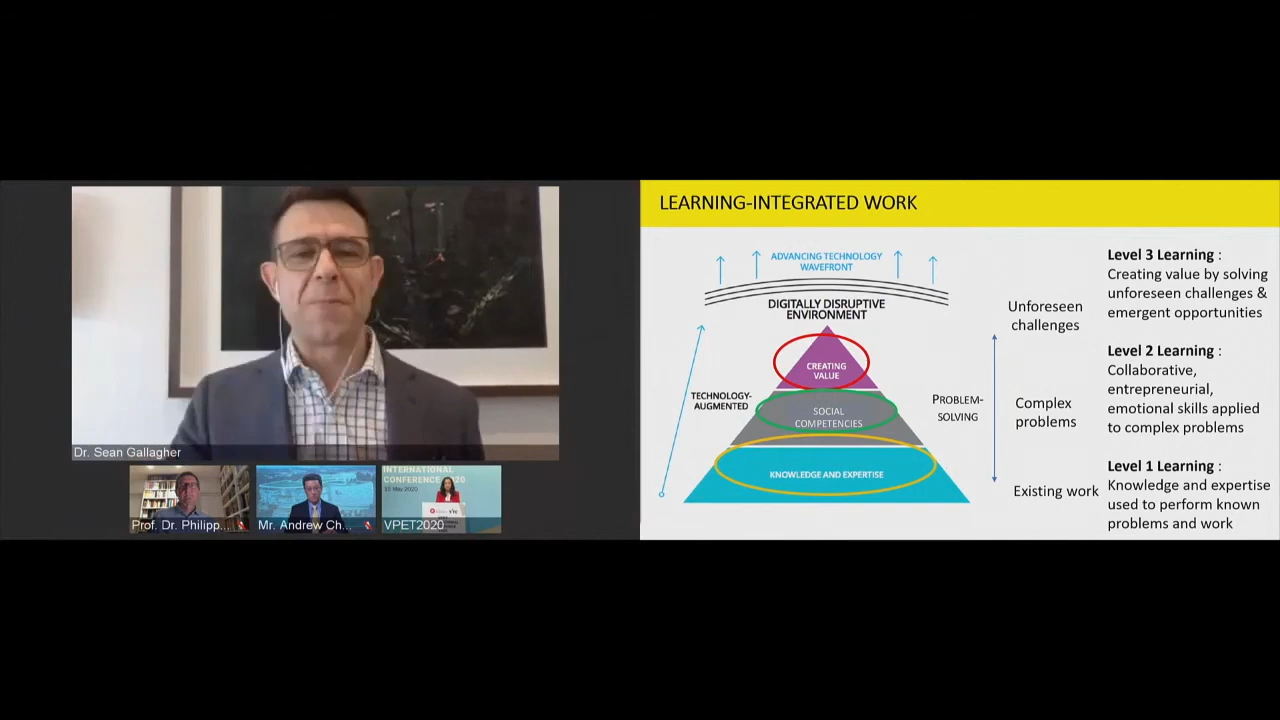 Dr. Sean Gallagher
Prof. Dr. Philipp...
Mr. Andrew Ch...
INTERNATIONAL
CONFERENCE 2020
VPET2020
LEARNING-INTEGRATED WORK
ADVANCING TECHNOLOGY
WAVEFRONT
DIGITALLY DISRUPTIVE
ENVIRONMENT
CREATING
VALUE
TECHNOLOGY-
AUGMENTED
SOCIAL
COMPETENCIES
KNOWLEDGE AND EXPERTISE
PROBLEM-
SOLVING
Unforeseen
challenges
Complex
problems
Existing work
Level 3 Learning :
Creating value by solving
unforeseen challenges &
emergent opportunities
Level 2 Learning :
Collaborative,
entrepreneurial,
emotional skills applied
to complex problems
Level 1 Learning :
Knowledge and expertise
used to perform known
problems and work